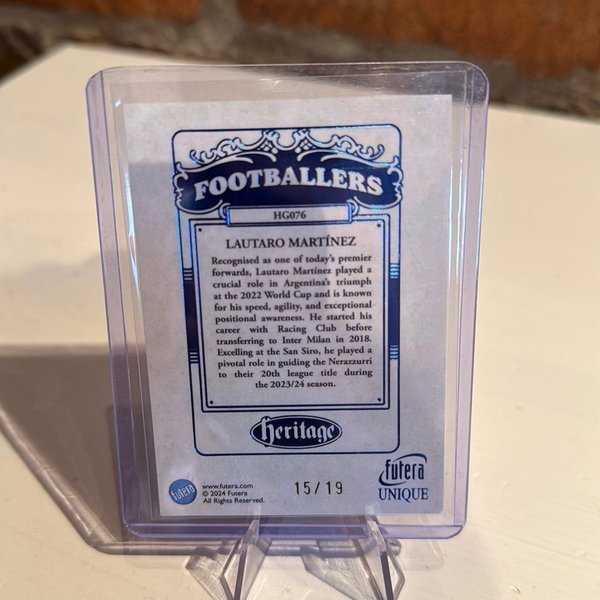 FOOTBALLERS
HG076
LAUTARO MARTÍNEZ
Recognised as one of today's premier
forwards, Lautaro Martínez played a
crucial role in Argentina's triumph
at the 2022 World Cup and is known
for his speed, agility, and exceptional
positional awareness. He started his
career with Racing Club before
transferring to Inter Milan in 2018.
Excelling at the San Siro, he played a
pivotal role in guiding the Nerazzurri
to their 20th league title during
the 2023/24 season.
heritage
futera
www.futera.com
© 2024 Futera
All Rights Reserved.
15/19
futera
UNIQUE